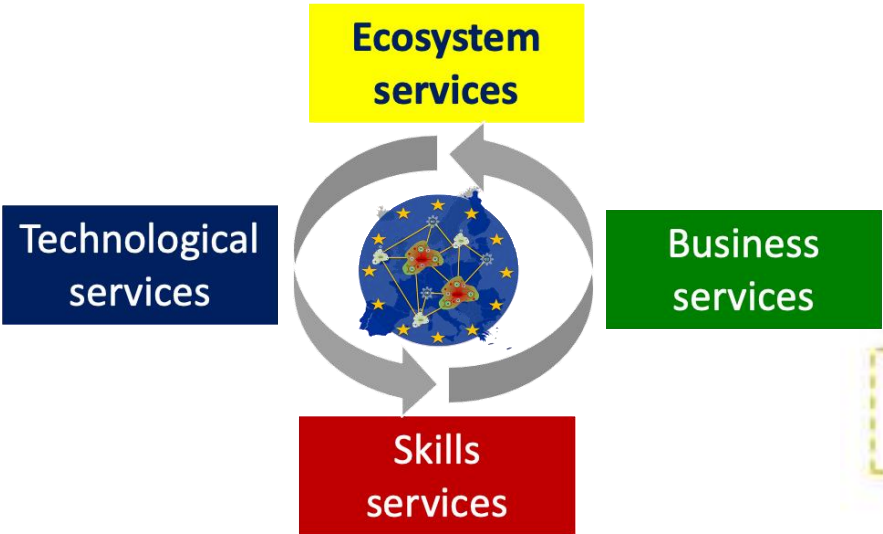 Ecosystem
services
Technological
services
Business
services
Skills
services